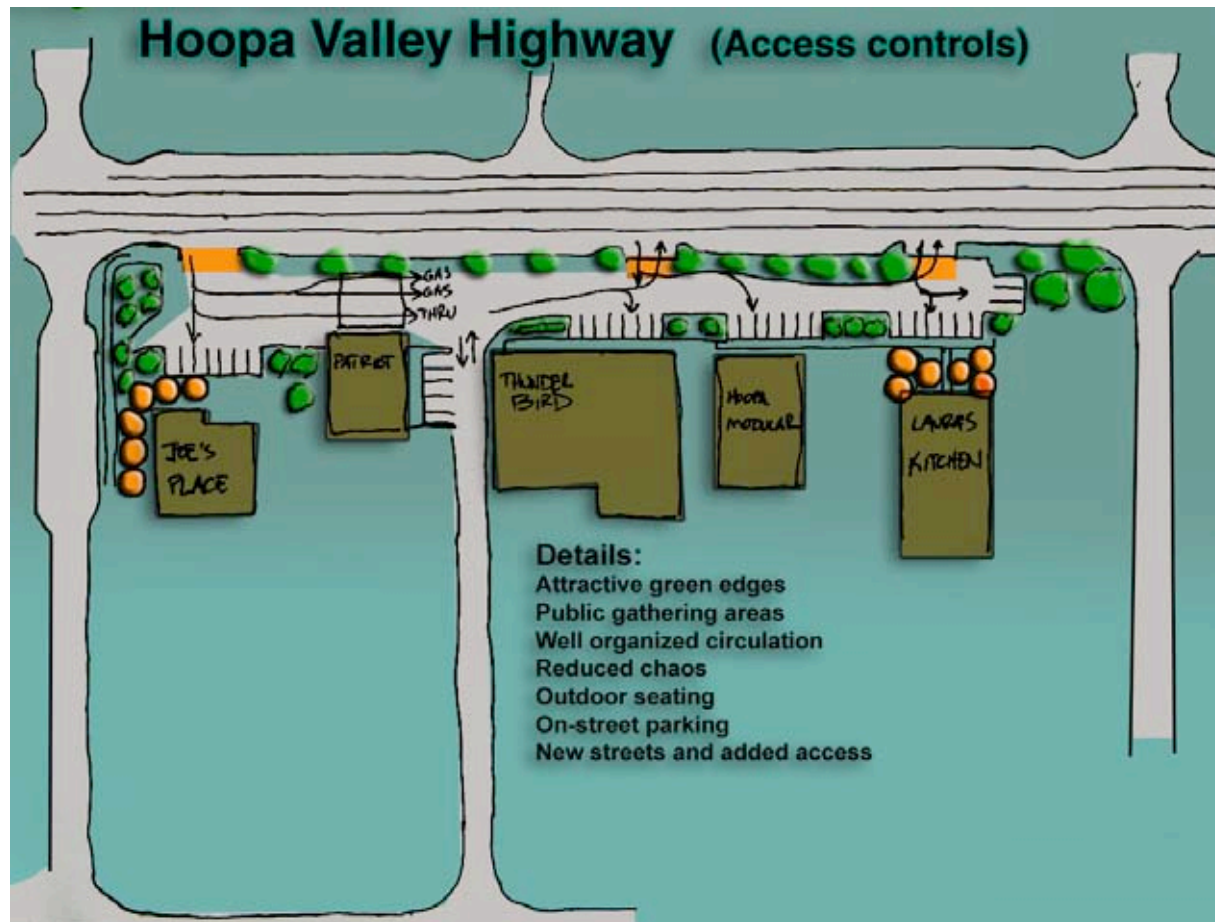 Hoopa Valley Highway (Access controls)
GAS
GAS
THRU
PATRIOT
THUNDER
BIRD
HOOPA
MODULAR
LAURA'S
KITCHEN
JOE'S
PLACE
Details:
Attractive green edges
Public gathering areas
Well organized circulation
Reduced chaos
Outdoor seating
On-street parking
New streets and added access